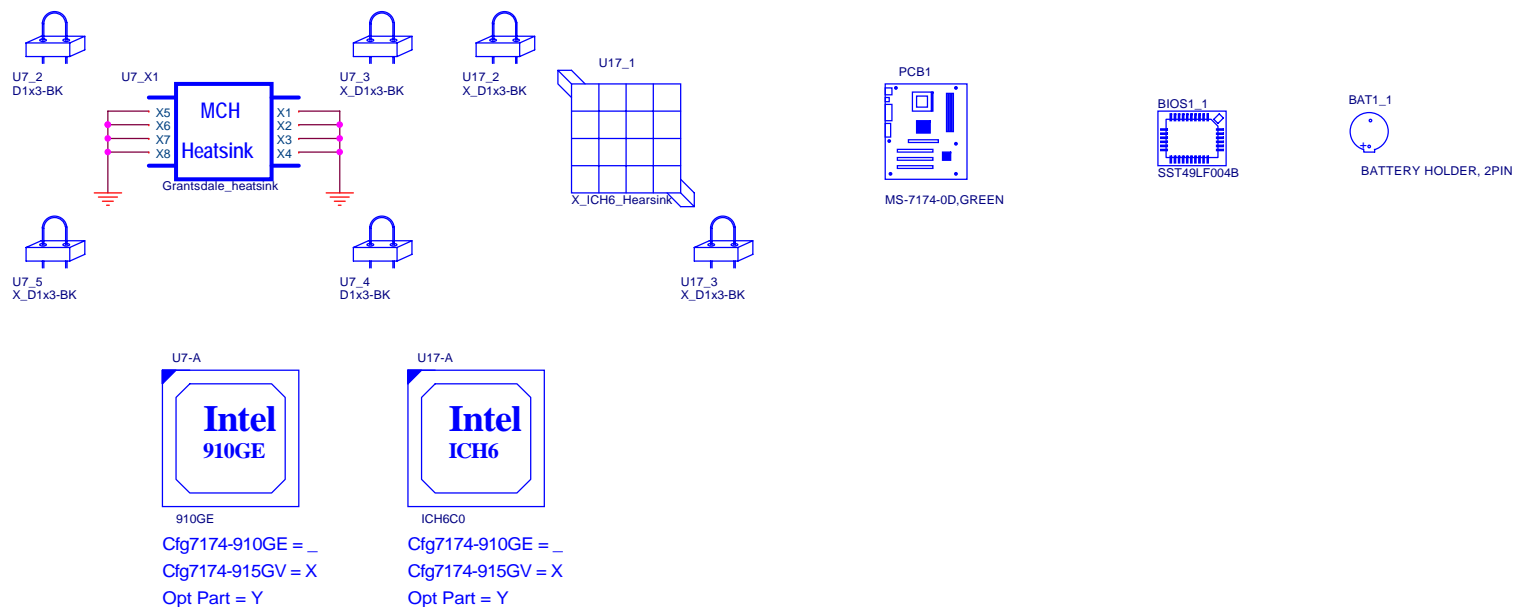 U7_2
D1x3-BK
U7_X1
MCH
Heatsink
X5
X6
X7
X8
X1
X2
X3
X4
Grantsdale_heatsink
U7_3
X_D1x3-BK
U17_2
X_D1x3-BK
U17_1
X_ICH6_Hearsink
PCB1
MS-7174-0D,GREEN
BIOS1_1
SST49LF004B
BAT1_1
+
BATTERY HOLDER, 2PIN
U7_5
X_D1x3-BK
U7_4
D1x3-BK
U17_3
X_D1x3-BK
U7-A
Intel
910GE
910GE
Cfg7174-910GE = _
Cfg7174-915GV = X
Opt Part = Y
U17-A
Intel
ICH6
ICH6C0
Cfg7174-910GE = _
Cfg7174-915GV = X
Opt Part = Y